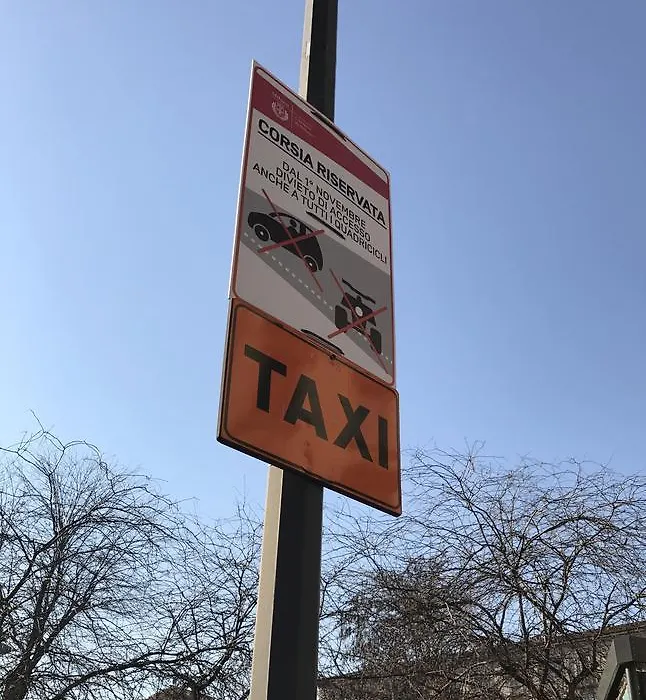 CORSIA RISERVATA
DAL 1° NOVEMBRE
DIVIETO DI ACCESSO
ANCHE A TUTTI I QUADRICICLI
TAXI